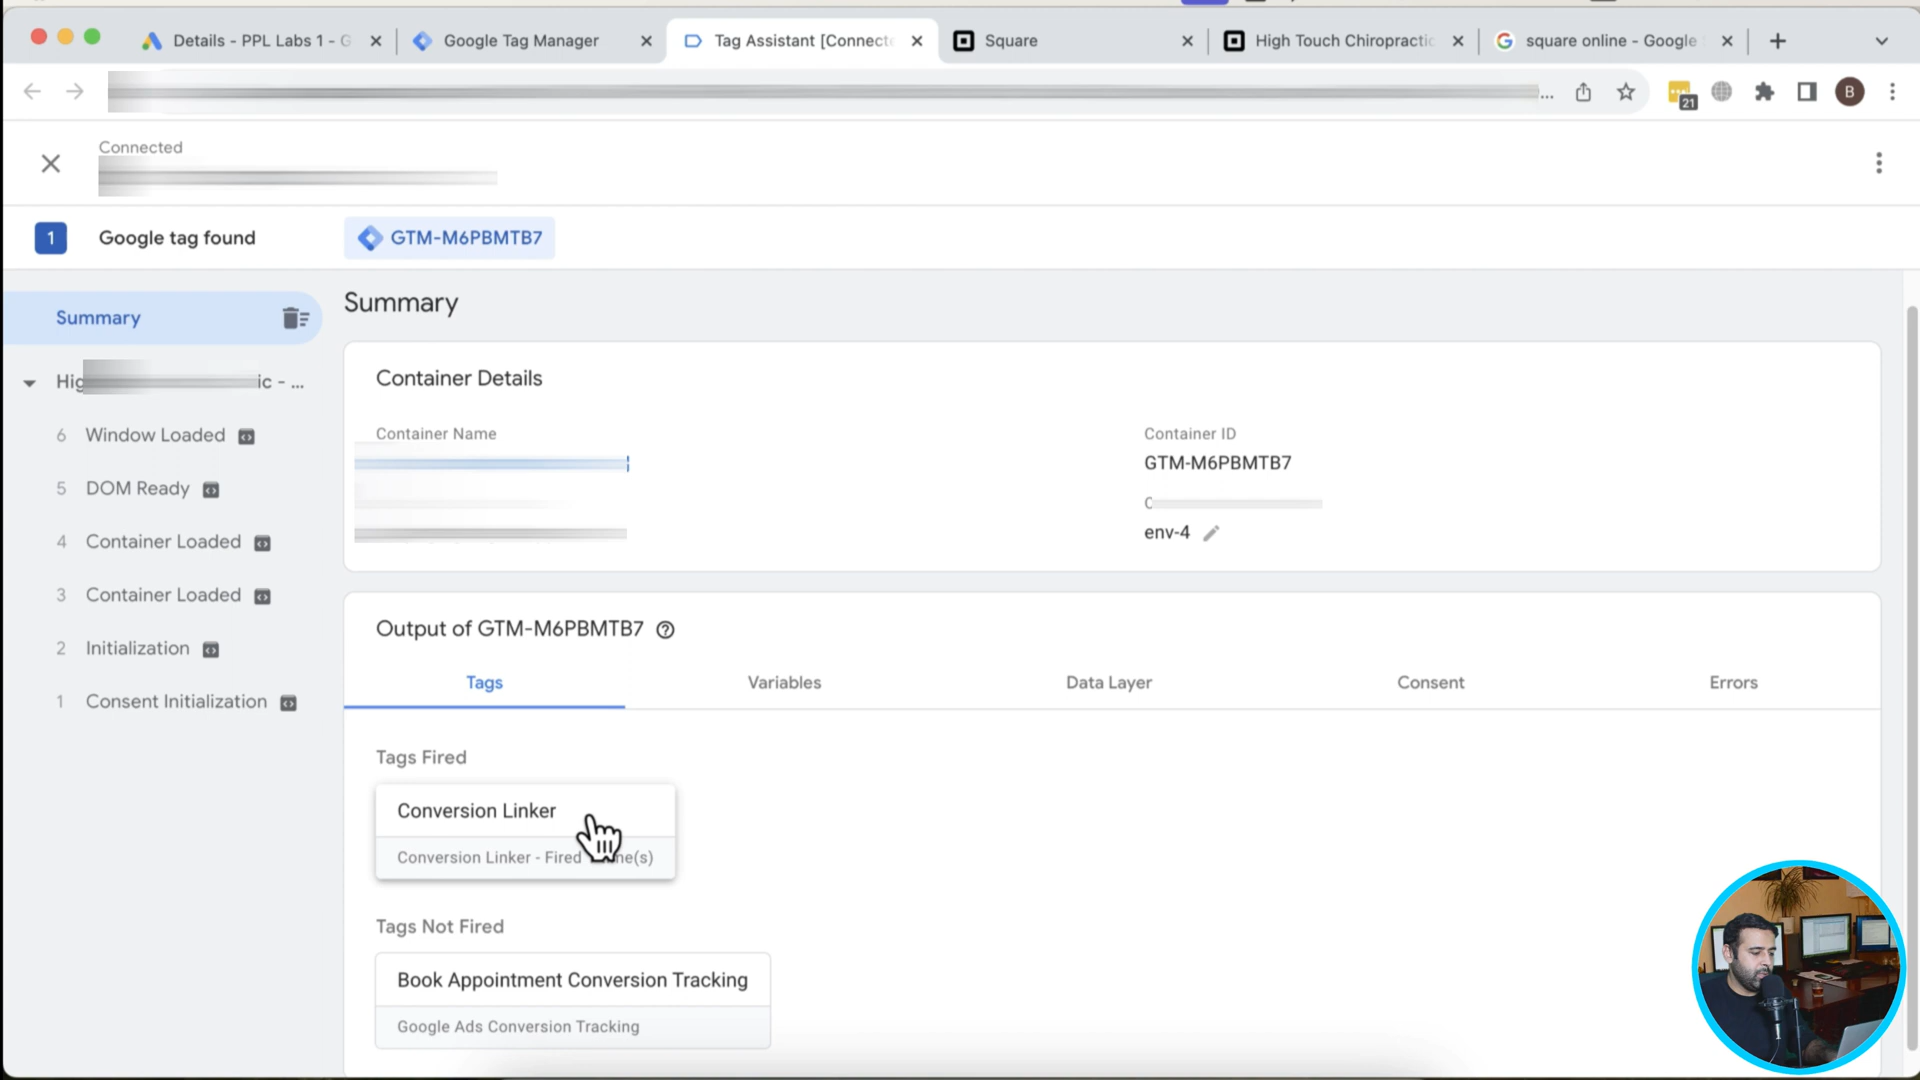 Details - PPL Labs 1 - G
Google Tag Manager
Tag Assistant [Connecte
Square
High Touch Chiropractic
square online - Google
...
21
B
Connected
1
Google tag found
GTM-M6PBMTB7
Summary
Hig ic - ...
6 Window Loaded
5 DOM Ready
4 Container Loaded
3 Container Loaded
2 Initialization
1 Consent Initialization
Summary
Container Details
Container Name
Container ID
GTM-M6PBMTB7
env-4
Output of GTM-M6PBMTB7
Tags
Variables
Data Layer
Consent
Errors
Tags Fired
Conversion Linker
Conversion Linker - Fired
Tags Not Fired
Book Appointment Conversion Tracking
Google Ads Conversion Tracking